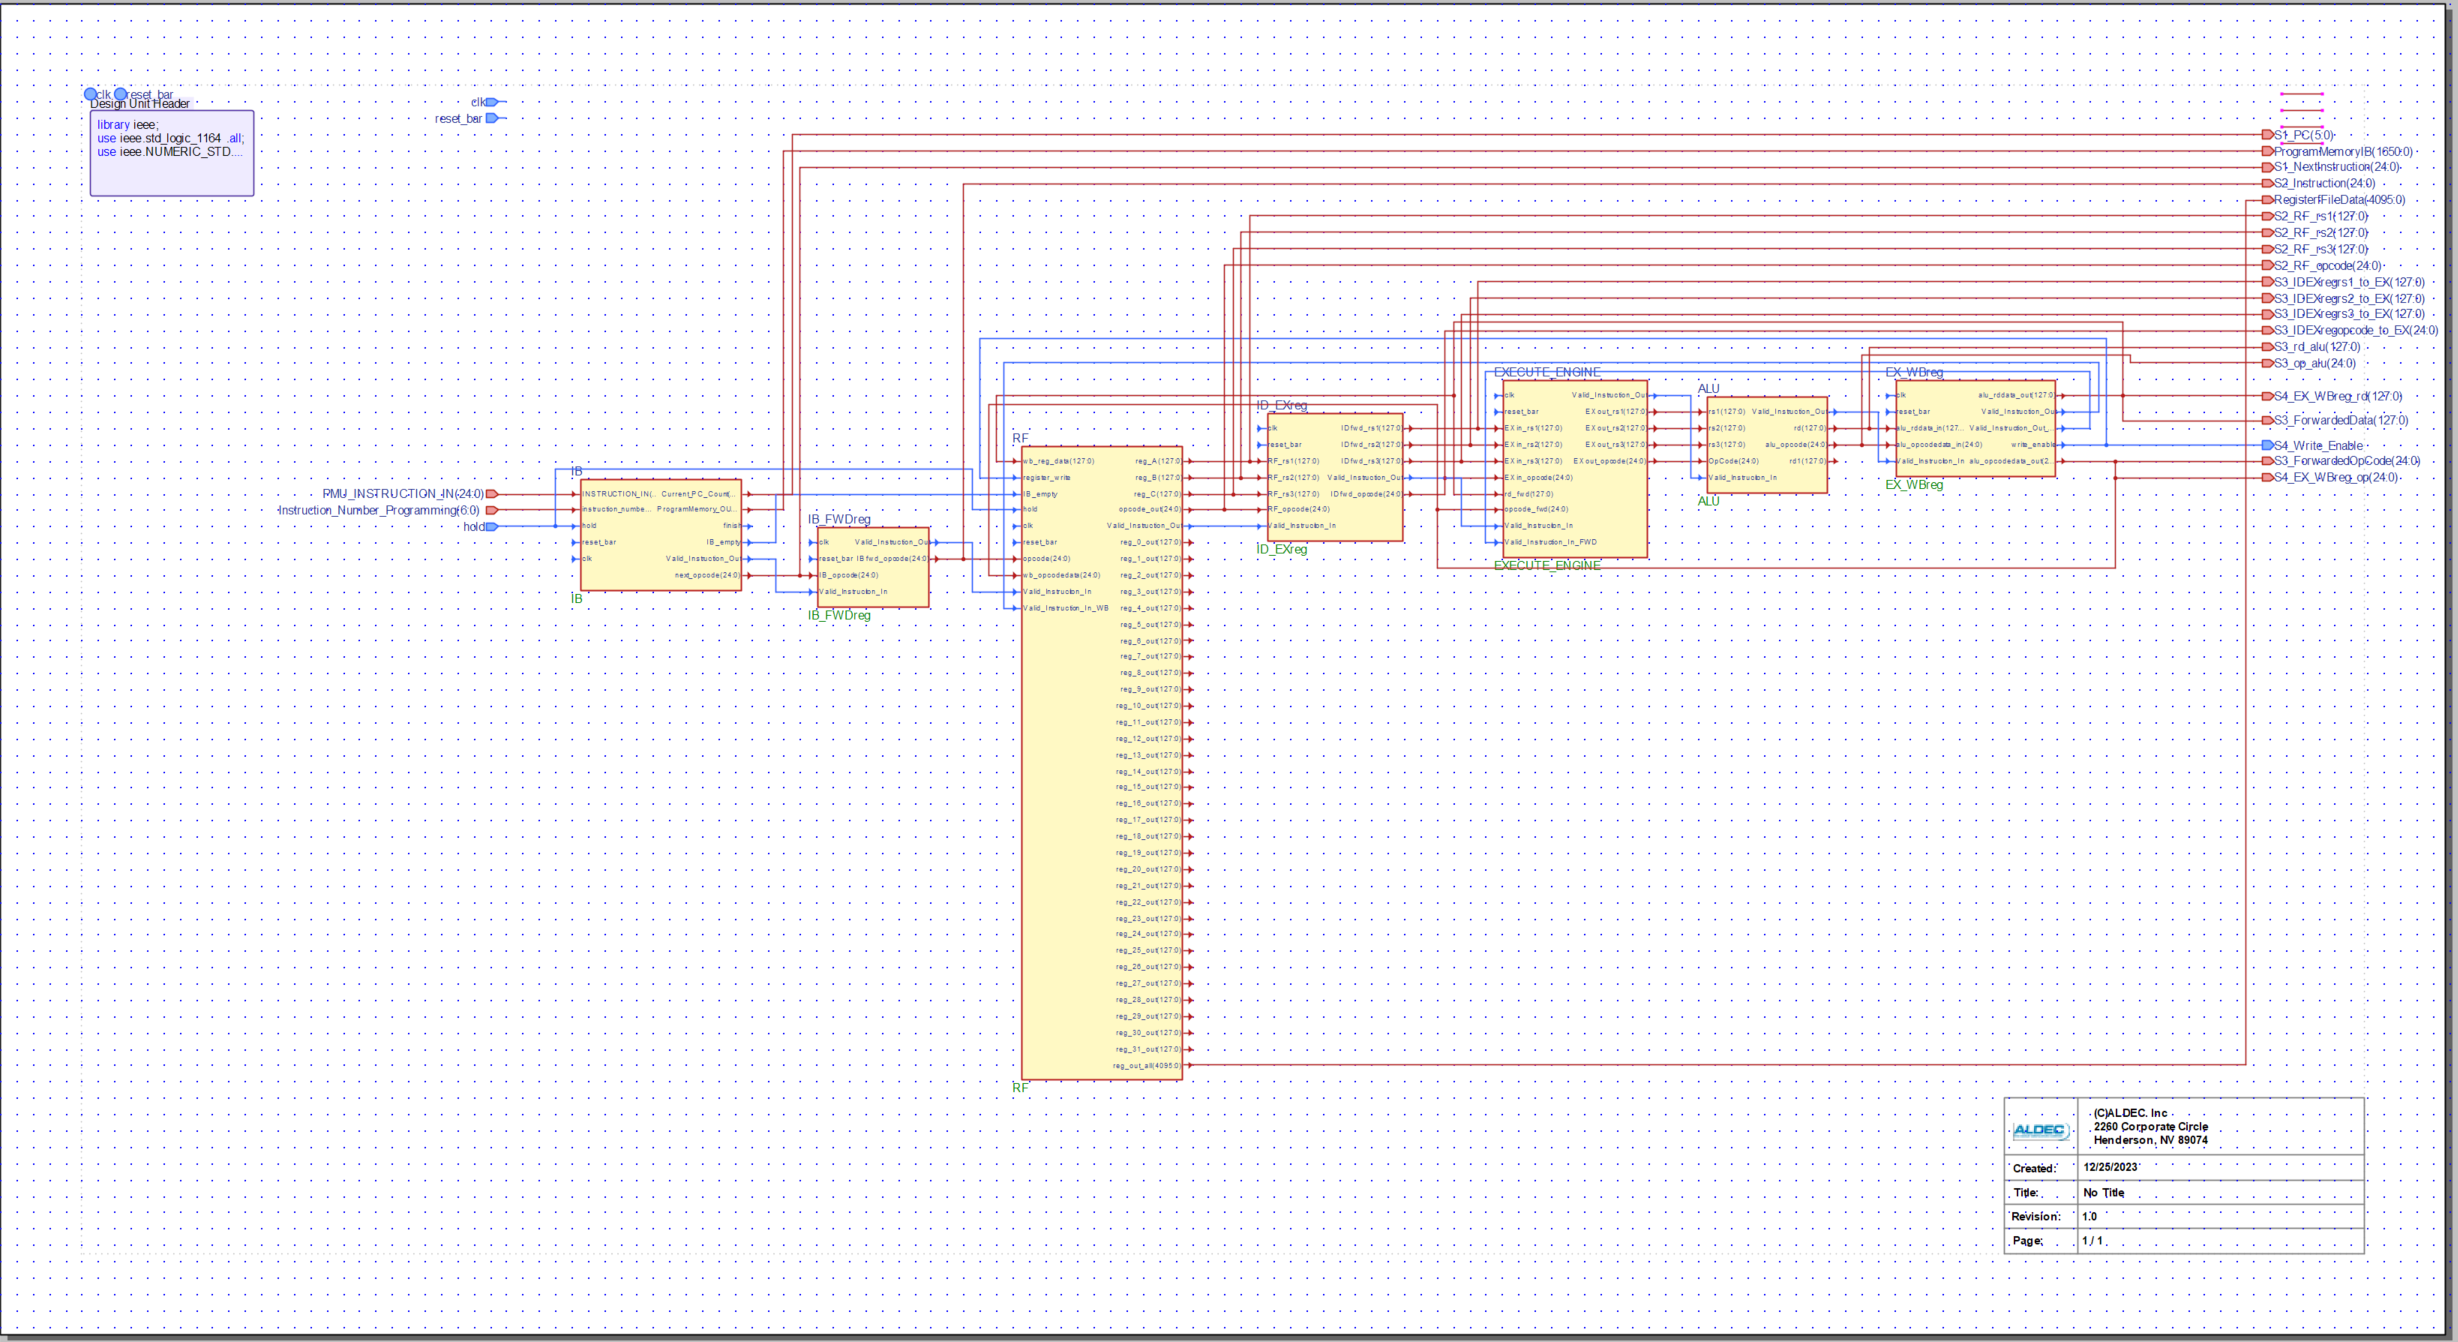 clk reset_bar
Design Unit Header
library ieee;
use ieee.std_logic_1164 .all;
use ieee.NUMERIC_STD....
clk
reset_bar
S1_PC(5:0)
ProgramMemoryIB(1650:0)
S1_NextInstruction(24:0)
S2_Instruction(24:0)
RegisterFileData(4095:0)
S2_RF_rs1(127:0)
S2_RF_rs2(127:0)
S2_RF_rs3(127:0)
S2_RF_opcode(24:0)
S3_IDEXregrs1_to_EX(127:0)
S3_IDEXregrs2_to_EX(127:0)
S3_IDEXregrs3_to_EX(127:0)
S3_IDEXregopcode_to_EX(24:0)
S3_rd_alu(127:0)
S3_op_alu(24:0)
S4_EX_WBreg_rd(127:0)
S3_ForwardedData(127:0)
S4_Write_Enable
S3_ForwardedOpCode(24:0)
S4_EX_WBreg_op(24:0)
PMU_INSTRUCTION_IN(24:0)
Instruction_Number_Programming(6:0)
hold
IB
INSTRUCTION_IN(... Current_PC_Count(...
instruction_numbe... ProgramMemory_OU...
hold finish
reset_bar IB_empty
clk Valid_Instruction_Out
next_opcode(24:0)
IB
IB_FWDreg
clk Valid_Instruction_Out
reset_bar IBfwd_opcode(24:0)
IB_opcode(24:0)
Valid_Instruction_In
IB_FWDreg
RF
wb_reg_data(127:0) reg_A(127:0)
register_write reg_B(127:0)
IB_empty reg_C(127:0)
hold opcode_out(24:0)
clk Valid_Instruction_Out
reset_bar reg_0_out(127:0)
opcode(24:0) reg_1_out(127:0)
wb_opcodedata(24:0) reg_2_out(127:0)
Valid_Instruction_In reg_3_out(127:0)
Valid_Instruction_In_WB reg_4_out(127:0)
reg_5_out(127:0)
reg_6_out(127:0)
reg_7_out(127:0)
reg_8_out(127:0)
reg_9_out(127:0)
reg_10_out(127:0)
reg_11_out(127:0)
reg_12_out(127:0)
reg_13_out(127:0)
reg_14_out(127:0)
reg_15_out(127:0)
reg_16_out(127:0)
reg_17_out(127:0)
reg_18_out(127:0)
reg_19_out(127:0)
reg_20_out(127:0)
reg_21_out(127:0)
reg_22_out(127:0)
reg_23_out(127:0)
reg_24_out(127:0)
reg_25_out(127:0)
reg_26_out(127:0)
reg_27_out(127:0)
reg_28_out(127:0)
reg_29_out(127:0)
reg_30_out(127:0)
reg_31_out(127:0)
reg_out_all(4095:0)
RF
ID_EXreg
clk IDfwd_rs1(127:0)
reset_bar IDfwd_rs2(127:0)
RF_rs1(127:0) IDfwd_rs3(127:0)
RF_rs2(127:0) Valid_Instruction_Out
RF_rs3(127:0) IDfwd_opcode(24:0)
RF_opcode(24:0)
Valid_Instruction_In
ID_EXreg
EXECUTE_ENGINE
clk Valid_Instruction_Out
reset_bar EXout_rs1(127:0)
EXin_rs1(127:0) EXout_rs2(127:0)
EXin_rs2(127:0) EXout_rs3(127:0)
EXin_rs3(127:0) EXout_opcode(24:0)
EXin_opcode(24:0)
rd_fwd(127:0)
opcode_fwd(24:0)
Valid_Instruction_In
Valid_Instruction_In_FWD
EXECUTE_ENGINE
ALU
rs1(127:0) Valid_Instruction_Out
rs2(127:0) rd(127:0)
rs3(127:0) alu_opcode(24:0)
OpCode(24:0) rd1(127:0)
Valid_Instruction_In
ALU
EX_WBreg
clk alu_rddata_out(127:0)
reset_bar Valid_Instruction_Out
alu_rddata_in(127... Valid_Instruction_Out...
alu_opcodedata_in(24:0) write_enable
Valid_Instruction_In alu_opcodedata_out(2...
EX_WBreg
ALDEC
(C)ALDEC. Inc
2260 Corporate Circle
Henderson, NV 89074
Created: 12/25/2023
Title: No Title
Revision: 1.0
Page: 1 / 1